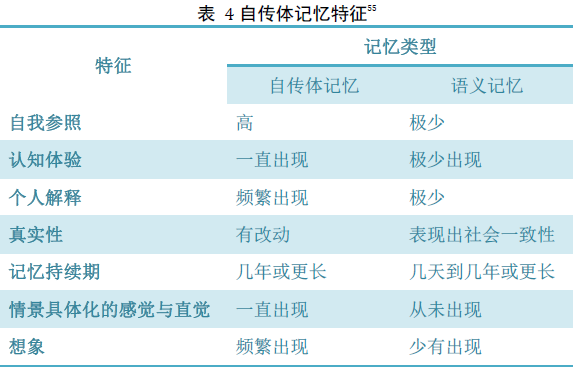 表 4 自传体记忆特征55
特征 记忆类型
自传体记忆 语义记忆
自我参照 高 极少
认知体验 一直出现 极少出现
个人解释 频繁出现 极少
真实性 有改动 表现出社会一致性
记忆持续期 几年或更长 几天到几年或更长
情景具体化的感觉与直觉 一直出现 从未出现
想象 频繁出现 少有出现